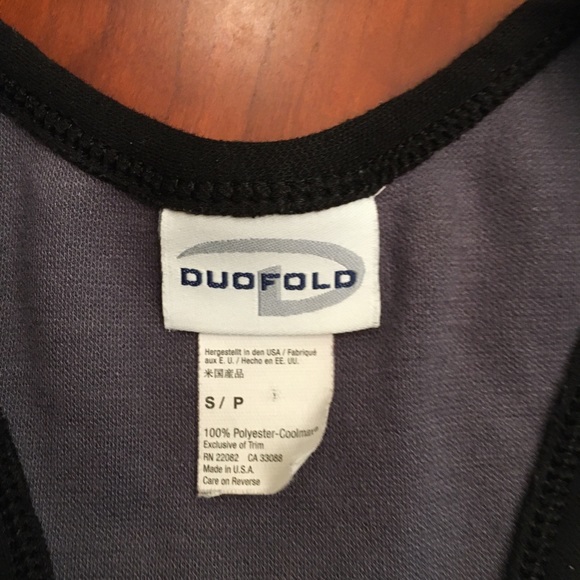 DUOFOLD
Hergestellt in den USA / Fabriqué
aux E. U. / Hecho en EE. UU.
米国産品
S / P
100% Polyester-Coolmax®
Exclusive of Trim
RN 22082 CA 33088
Made in U.S.A.
Care on Reverse